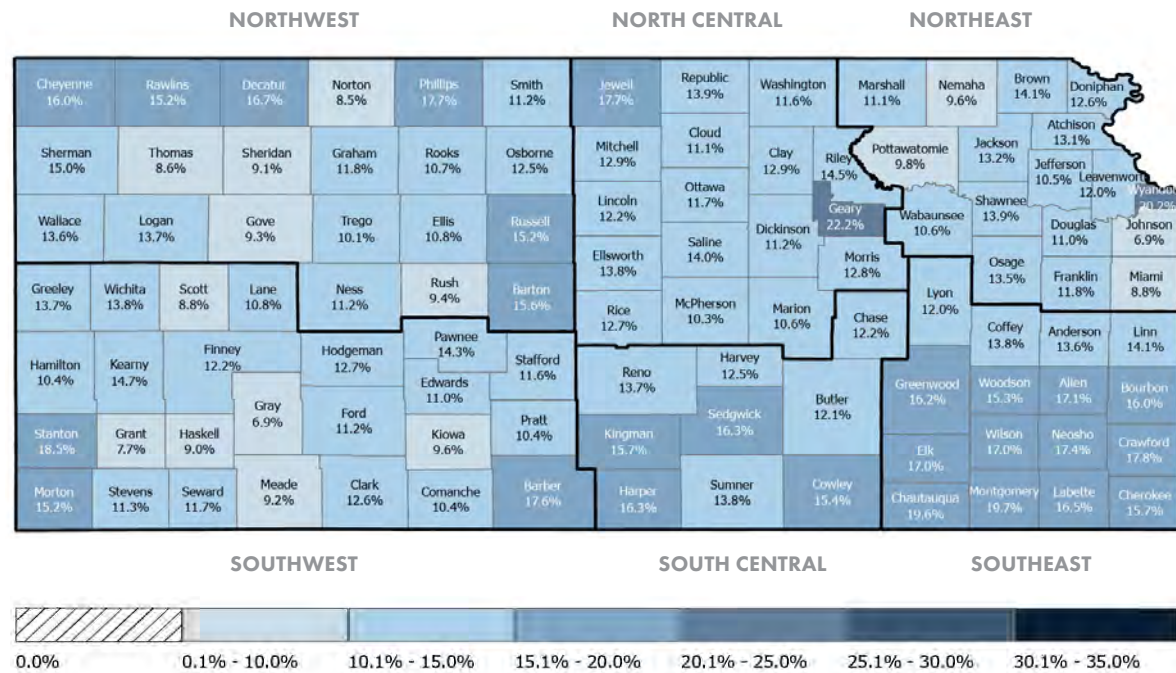 NORTHWEST
NORTH CENTRAL
NORTHEAST
Cheyenne
16.0%
Rawlins
15.2%
Decatur
16.7%
Norton
8.5%
Phillips
17.7%
Smith
11.2%
Jewell
17.7%
Republic
13.9%
Washington
11.6%
Marshall
11.1%
Nemaha
9.6%
Brown
14.1%
Doniphan
12.6%
Atchison
13.1%
Sherman
15.0%
Thomas
8.6%
Sheridan
9.1%
Graham
11.8%
Rooks
10.7%
Osborne
12.5%
Mitchell
12.9%
Cloud
11.1%
Clay
12.9%
Riley
14.5%
Pottawatomie
9.8%
Jackson
13.2%
Jefferson
10.5%
Leavenwort
12.0%
20.2%
Wallace
13.6%
Logan
13.7%
Gove
9.3%
Trego
10.1%
Ellis
10.8%
Russell
15.2%
Lincoln
12.2%
Ottawa
11.7%
Geary
22.2%
Dickinson
11.2%
Wabaunsee
10.6%
Shawnee
13.9%
Douglas
11.0%
Johnson
6.9%
Ellsworth
13.8%
Saline
14.0%
Morris
12.8%
Osage
13.5%
Franklin
11.8%
Miami
8.8%
Greeley
13.7%
Wichita
13.8%
Scott
8.8%
Lane
10.8%
Ness
11.2%
Rush
9.4%
Barton
15.6%
Rice
12.7%
McPherson
10.3%
Marion
10.6%
Chase
12.2%
Lyon
12.0%
Coffey
13.8%
Anderson
13.6%
Linn
14.1%
Hamilton
10.4%
Kearny
14.7%
Finney
12.2%
Hodgeman
12.7%
Pawnee
14.3%
Stafford
11.6%
Edwards
11.0%
Reno
13.7%
Harvey
12.5%
Butler
12.1%
Greenwood
16.2%
Woodson
15.3%
Allen
17.1%
Bourbon
16.0%
Gray
6.9%
Ford
11.2%
Pratt
10.4%
Sedgwick
16.3%
Stanton
18.5%
Grant
7.7%
Haskell
9.0%
Kiowa
9.6%
Kingman
15.7%
Elk
17.0%
Wilson
17.0%
Neosho
17.4%
Crawford
17.8%
Morton
15.2%
Stevens
11.3%
Seward
11.7%
Meade
9.2%
Clark
12.6%
Comanche
10.4%
Barber
17.6%
Harper
16.3%
Sumner
13.8%
Cowley
15.4%
Chautauqua
19.6%
Montgomery
19.7%
Labette
16.5%
Cherokee
15.7%
SOUTHWEST
SOUTH CENTRAL
SOUTHEAST
0.0%
0.1% - 10.0%
10.1% - 15.0%
15.1% - 20.0%
20.1% - 25.0%
25.1% - 30.0%
30.1% - 35.0%